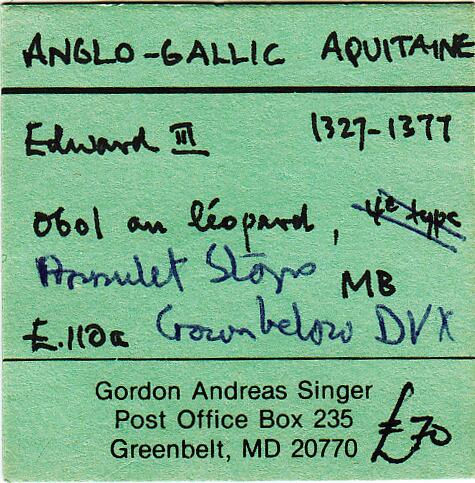 ANGLO-GALLIC AQUITAINE
Edward III 1327-1377
Obol au léopard, 4e type
Annulet Stops MB
E.110a Crown below DVX
Gordon Andreas Singer
Post Office Box 235
Greenbelt, MD 20770 £70